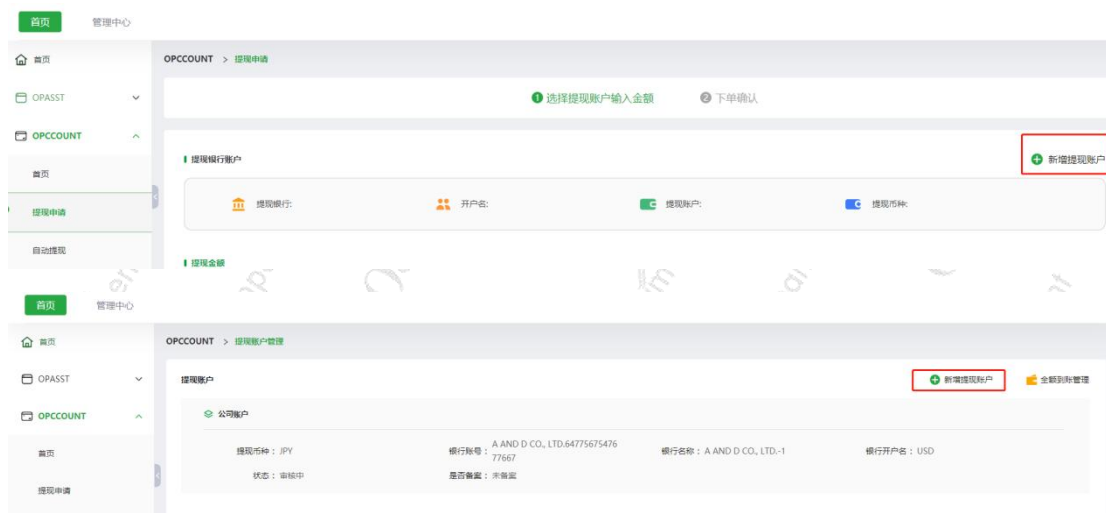 首页 管理中心
首页
OPCCOUNT > 提现申请
OPASST
1 选择提现账户输入金额 2 下单确认
OPCCOUNT
提现银行账户
新增提现账户
首页
提现银行: 开户名: 提现账户: 提现币种:
提现申请
自动提现
提现金额
首页 管理中心
首页
OPCCOUNT > 提现账户管理
OPASST
提现账户
新增提现账户 金额到账管理
OPCCOUNT
公司账户
首页
提现币种: JPY
银行账号: A AND D CO., LTD.64775675476
77667
银行名称: A AND D CO., LTD.-1
银行开户名: USD
状态: 审核中
是否备案: 未备案
提现申请